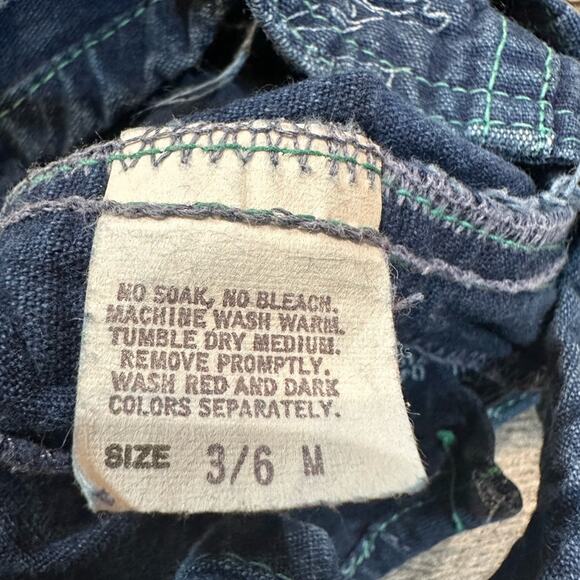 NO SOAK, NO BLEACH.
MACHINE WASH WARM.
TUMBLE DRY MEDIUM.
REMOVE PROMPTLY.
WASH RED AND DARK
COLORS SEPARATELY.
SIZE 3/6 M